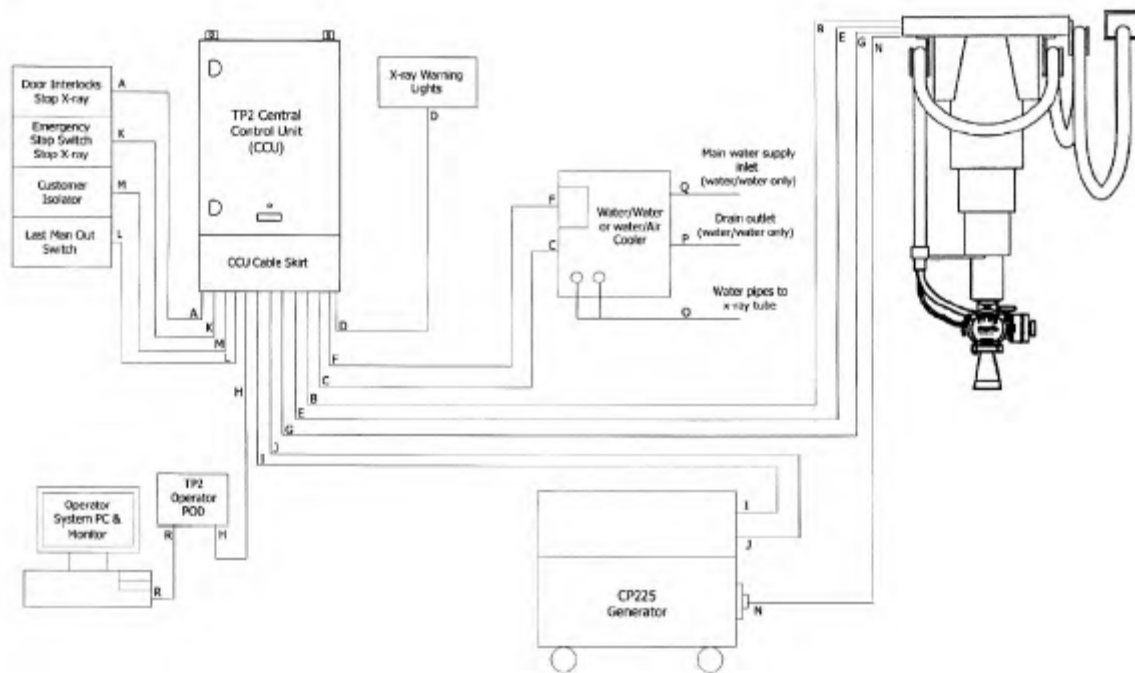 Door Interlocks
Stop X-ray
A
Emergency
Stop Switch
Stop X-ray
K
Customer
Isolator
M
Last Man Out
Switch
L
TP2 Central
Control Unit
(CCU)
CCU Cable Skirt
X-ray Warning
Lights
D
A
K
M
L
H
D
F
C
B
E
G
J
I
F
C
Water/Water
or water/Air
Cooler
Main water supply
inlet
(water/water only)
Q
Drain outlet
(water/water only)
P
Water pipes to
x-ray tube
O
B
E
G
N
Operator
System PC &
Monitor
R
TP2
Operator
POD
R
H
I
J
CP225
Generator
N